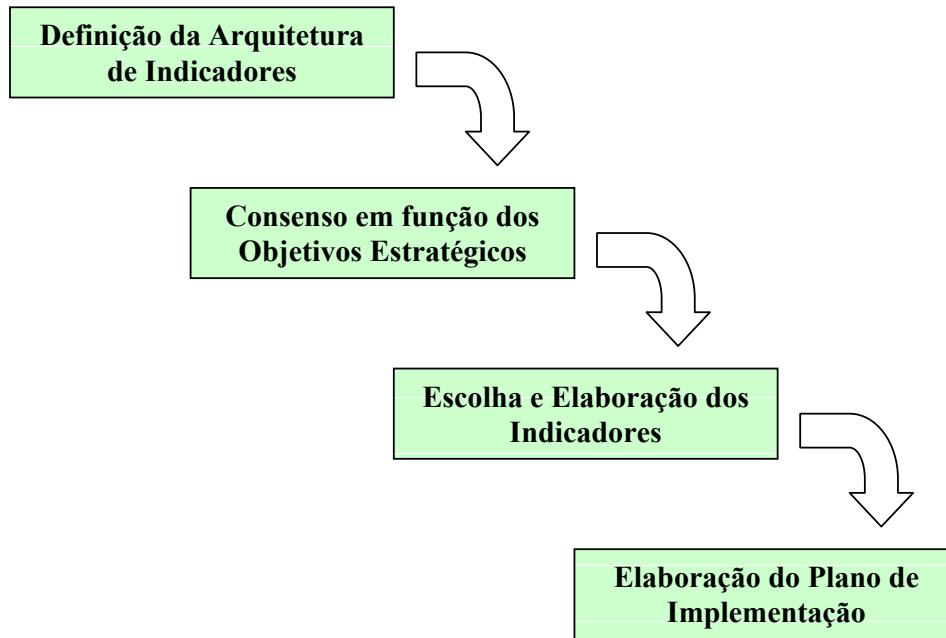 Definição da Arquitetura
de Indicadores
Consenso em função dos
Objetivos Estratégicos
Escolha e Elaboração dos
Indicadores
Elaboração do Plano de
Implementação